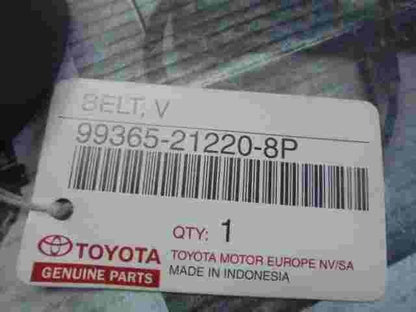 BELT, V
99365-21220-8P
QTY: 1
TOYOTA
GENUINE PARTS
TOYOTA MOTOR EUROPE NV/SA
MADE IN INDONESIA